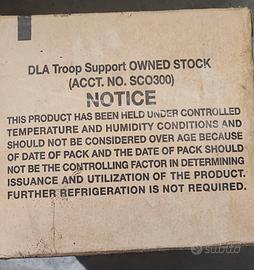 DLA Troop Support OWNED STOCK
(ACCT. NO. SCO300)
NOTICE
THIS PRODUCT HAS BEEN HELD UNDER CONTROLLED
TEMPERATURE AND HUMIDITY CONDITIONS AND
SHOULD NOT BE CONSIDERED OVER AGE BECAUSE
OF DATE OF PACK AND THE DATE OF PACK SHOULD
NOT BE THE CONTROLLING FACTOR IN DETERMINING
ISSUANCE AND UTILIZATION OF THE PRODUCT.
FURTHER REFRIGERATION IS NOT REQUIRED.
subito